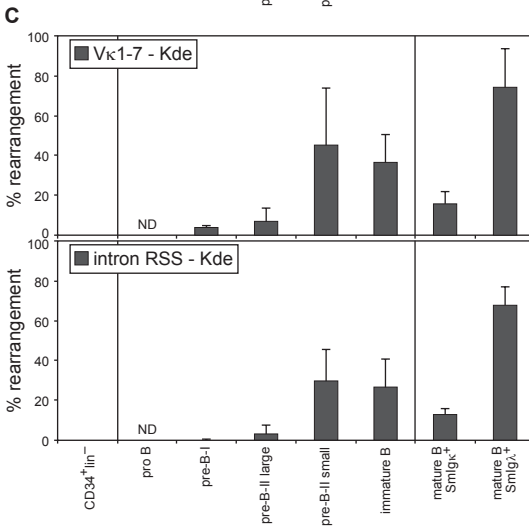 C
% rearrangement
100
80
60
40
20
0
Vκ1-7 - Kde
ND
% rearrangement
100
80
60
40
20
0
intron RSS - Kde
ND
CD34+lin−
pro B
pre-B-I
pre-B-II large
pre-B-II small
immature B
mature B
SmIgκ+
mature B
SmIgλ+